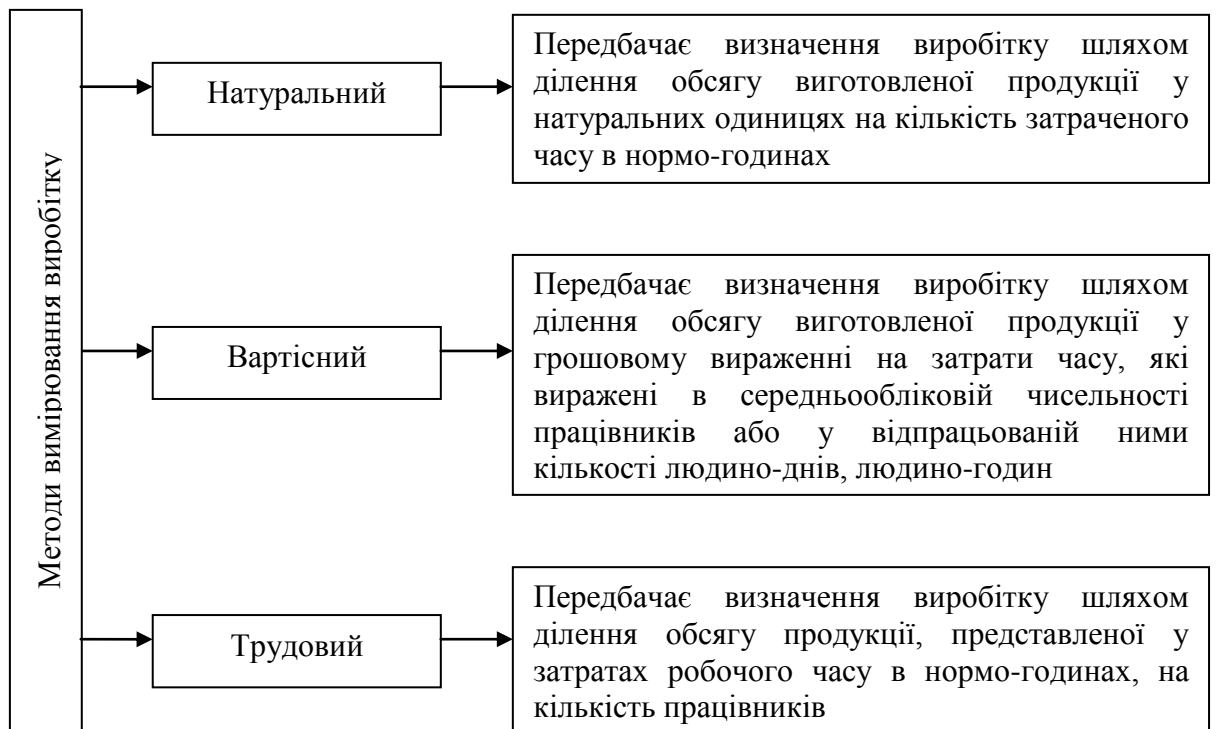 Методи вимірювання виробітку
Натуральний
Передбачає визначення виробітку шляхом
ділення обсягу виготовленої продукції у
натуральних одиницях на кількість затраченого
часу в нормо-годинах
Вартісний
Передбачає визначення виробітку шляхом
ділення обсягу виготовленої продукції у
грошовому вираженні на затрати часу, які
виражені в середньообліковій чисельності
працівників або у відпрацьованій ними
кількості людино-днів, людино-годин
Трудовий
Передбачає визначення виробітку шляхом
ділення обсягу продукції, представленої у
затратах робочого часу в нормо-годинах, на
кількість працівників